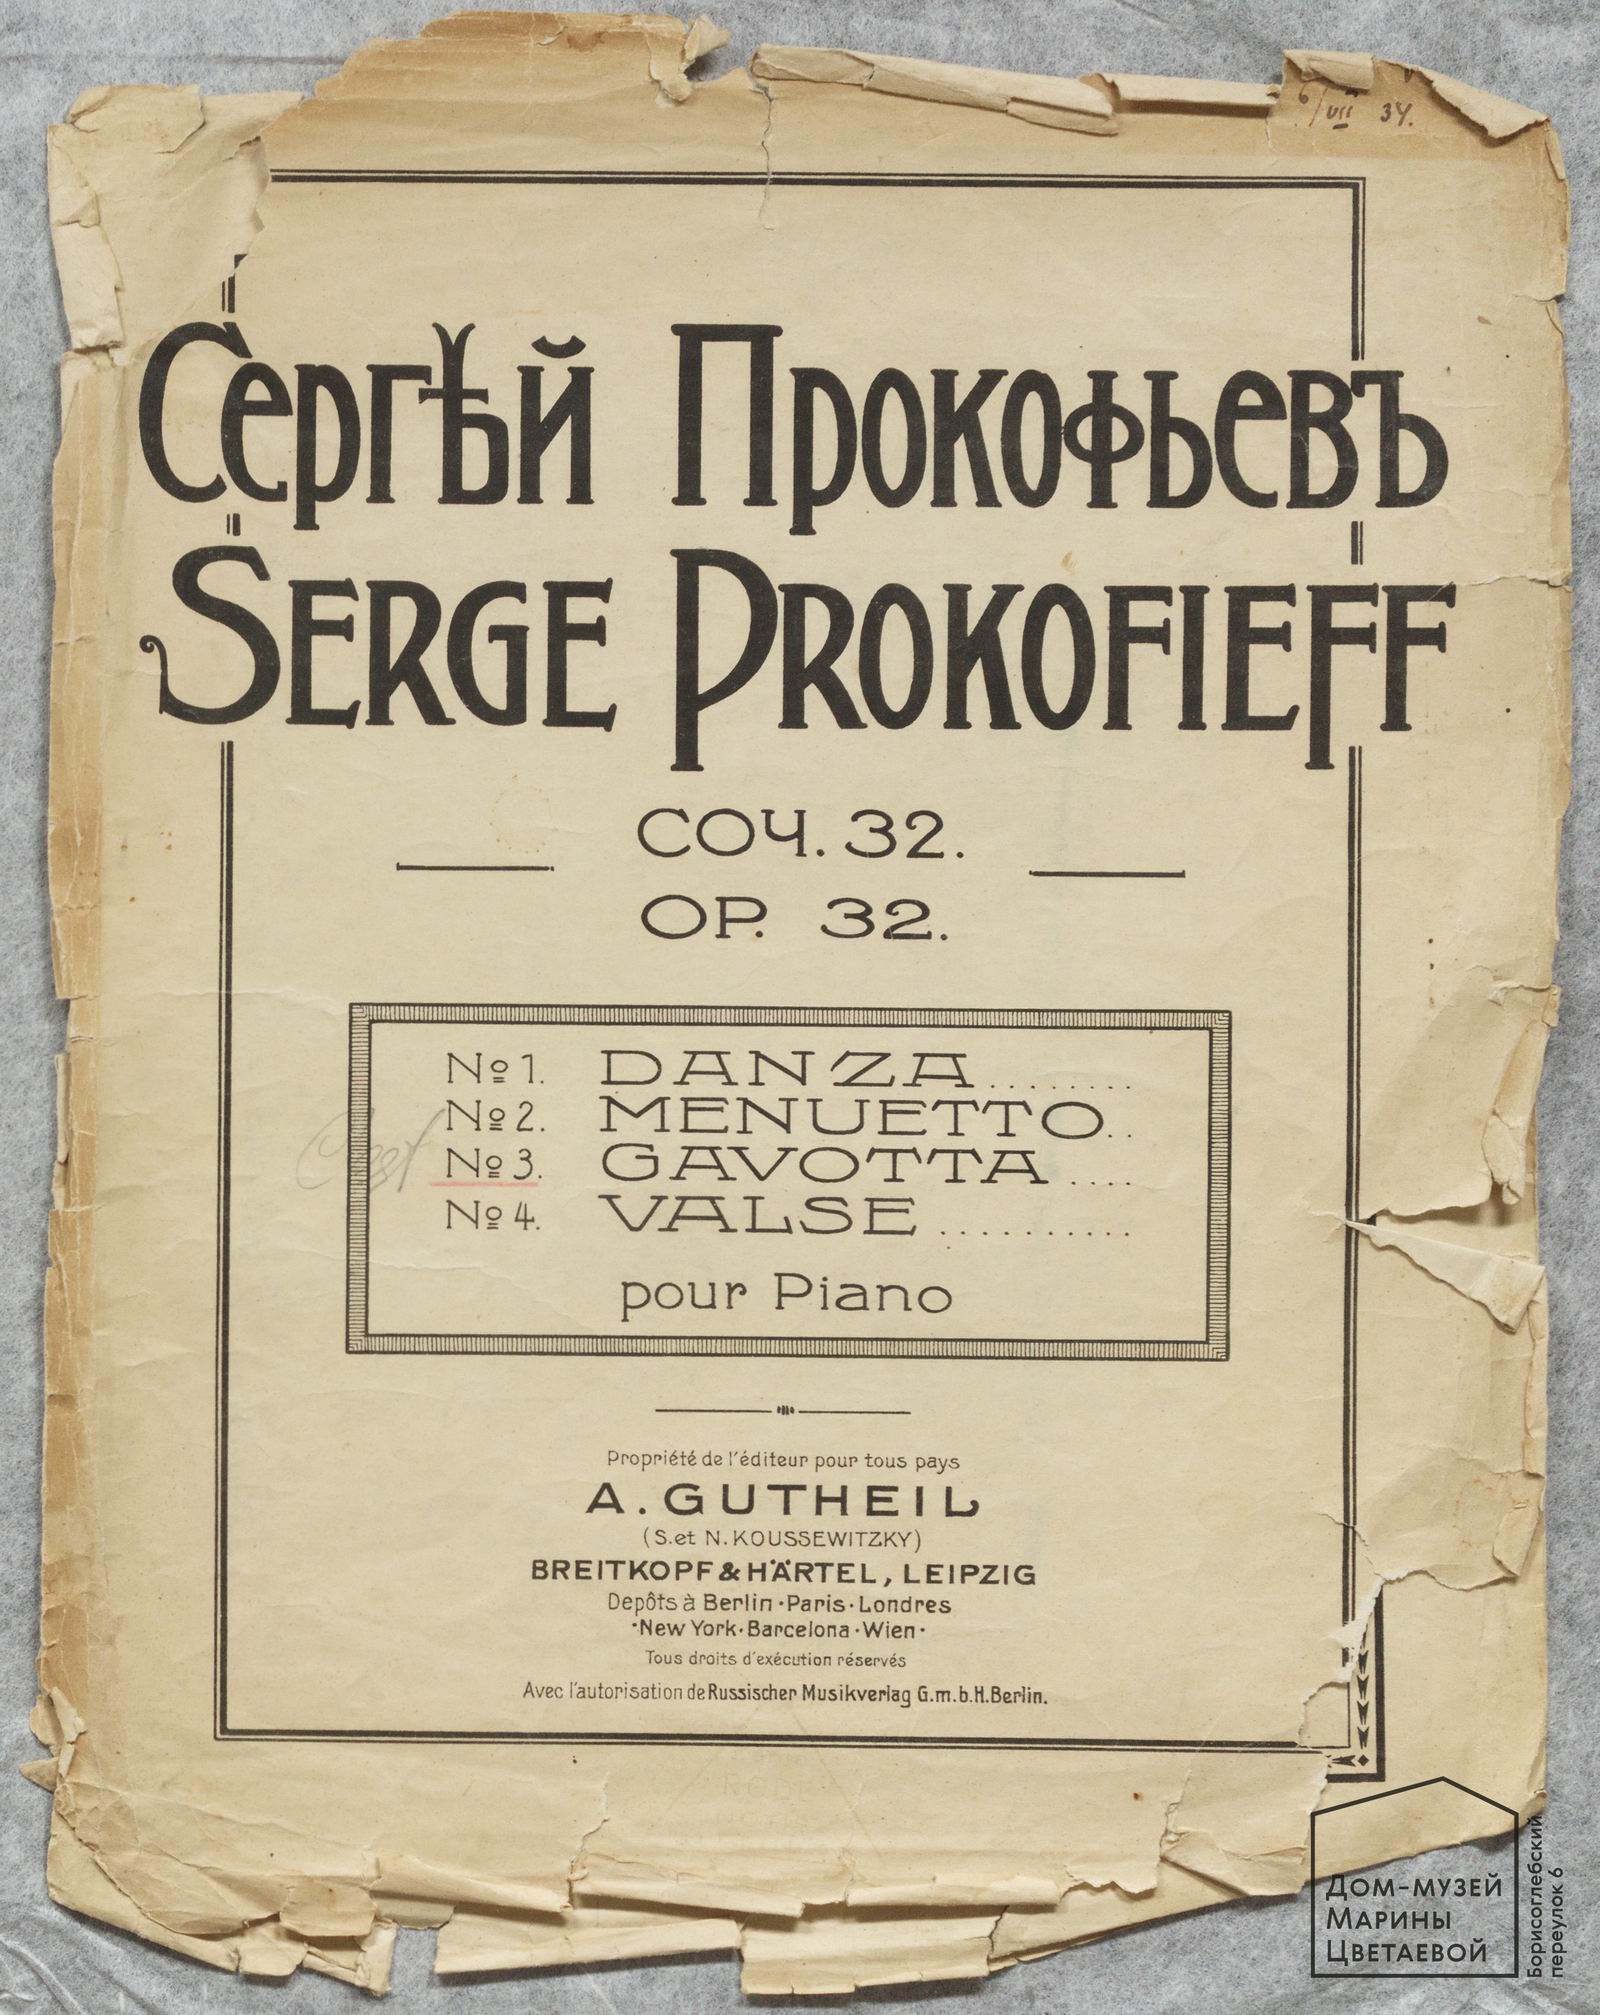 6/VII 34.
Сергѣй Прокофьевъ
SERGE PROKOFIEFF
СОЧ. 32.
OP. 32.
№ 1. DANZA........
№ 2. MENUETTO..
№ 3. GAVOTTA ....
№ 4. VALSE ..........
pour Piano
Propriété de l'éditeur pour tous pays
A. GUTHEIL
(S. et N. KOUSSEWITZKY)
BREITKOPF & HÄRTEL, LEIPZIG
Depôts à Berlin · Paris · Londres
· New York · Barcelona · Wien ·
Tous droits d'exécution réservés
Avec l'autorisation de Russischer Musikverlag G.m.b.H. Berlin.
ДОМ-МУЗЕЙ
МАРИНЫ
ЦВЕТАЕВОЙ
Борисоглебский
переулок 6